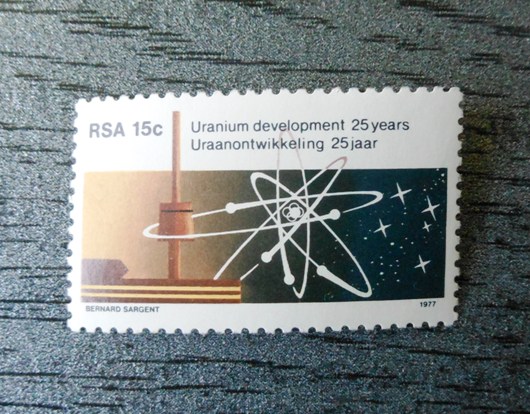 RSA 15c
Uranium development 25 years
Uraanontwikkeling 25 jaar
BERNARD SARGENT
1977